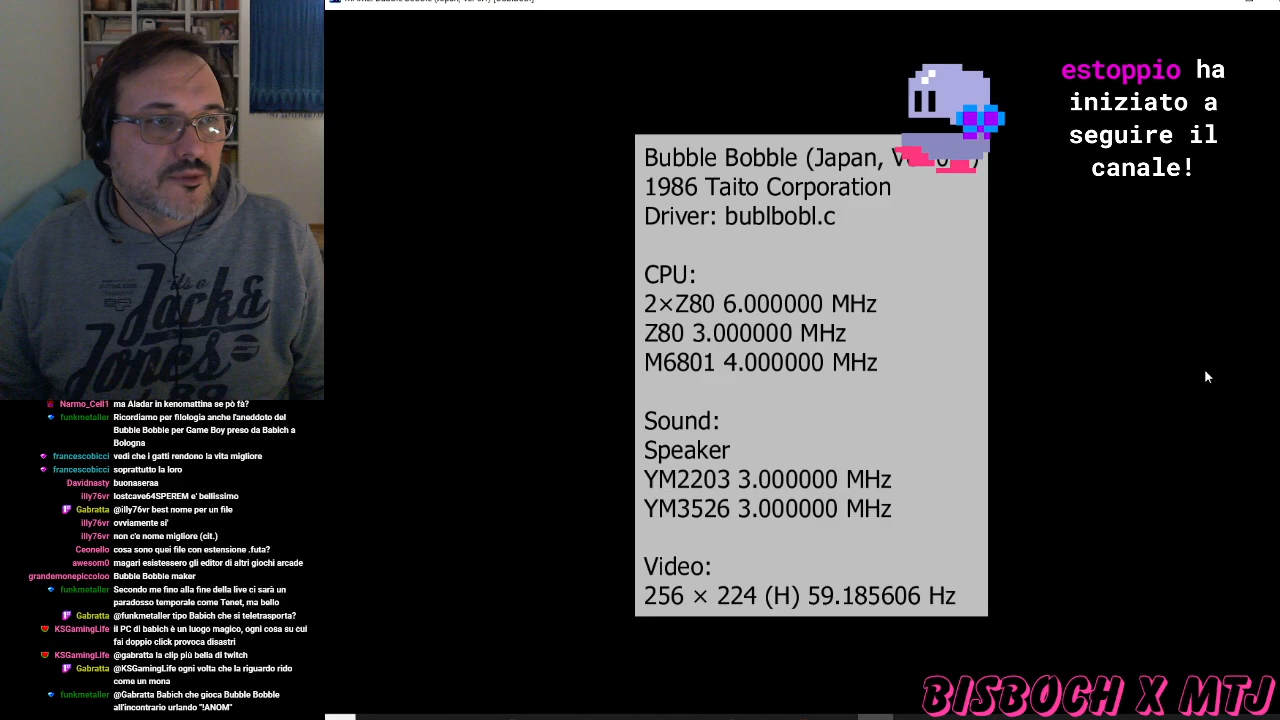 estoppio ha
iniziato a
seguire il
canale!
Bubble Bobble (Japan,
1986 Taito Corporation
Driver: bublbobl.c
CPU:
2×Z80 6.000000 MHz
Z80 3.000000 MHz
M6801 4.000000 MHz
Sound:
Speaker
YM2203 3.000000 MHz
YM3526 3.000000 MHz
Video:
256 × 224 (H) 59.185606 Hz
it's a
Jack &
Jones
Narmo_Cell1 ma Aladar in kenomattina se pò fà?
funkmetaller Ricordiamo per filologia anche l'aneddoto del
Bubble Bobble per Game Boy preso da Babich a
Bologna
francescobicci vedi che i gatti rendono la vita migliore
francescobicci soprattutto la loro
Davidnasty buonaseraa
illy76vr lostcave64SPEREM e' bellissimo
Gabratta @illy76vr best nome per un file
illy76vr ovviamente si'
illy76vr non c'e nome migliore (cit.)
Ceonello cosa sono quei file con estensione .futa?
awesom0 magari esistessero gli editor di altri giochi arcade
grandemonepiccoloo Bubble Bobble maker
funkmetaller Secondo me fino alla fine della live ci sarà un
paradosso temporale come Tenet, ma bello
Gabratta @funkmetaller tipo Babich che si teletrasporta?
KSGamingLife il PC di babich è un luogo magico, ogni cosa su cui
fai doppio click provoca disastri
KSGamingLife @gabratta la clip più bella di twitch
Gabratta @KSGamingLife ogni volta che la riguardo rido
come un mona
funkmetaller @Gabratta Babich che gioca Bubble Bobble
all'incontrario urlando "!ANOM"
BISBOCH X MTJ